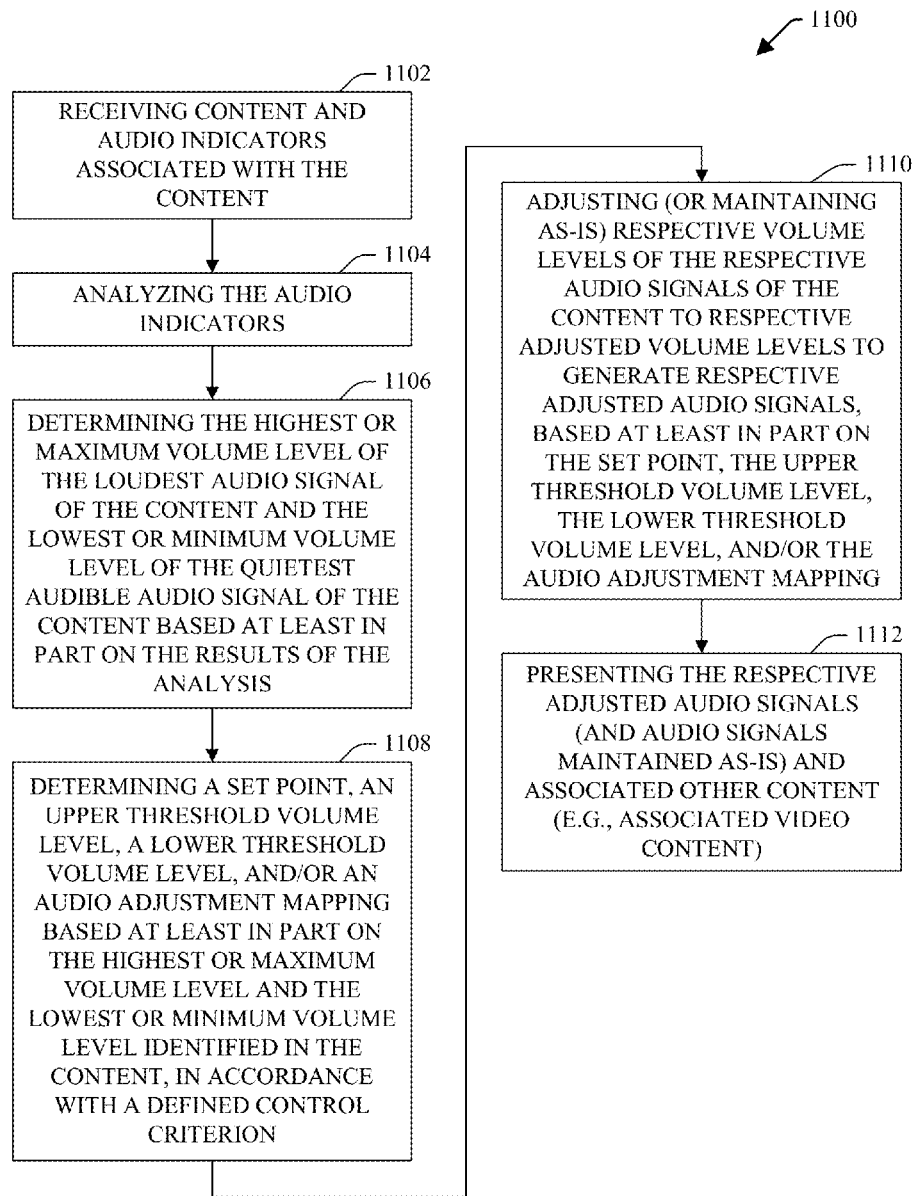 1100
1102
RECEIVING CONTENT AND
AUDIO INDICATORS
ASSOCIATED WITH THE
CONTENT
1104
ANALYZING THE AUDIO
INDICATORS
1106
DETERMINING THE HIGHEST OR
MAXIMUM VOLUME LEVEL OF
THE LOUDEST AUDIO SIGNAL
OF THE CONTENT AND THE
LOWEST OR MINIMUM VOLUME
LEVEL OF THE QUIETEST
AUDIBLE AUDIO SIGNAL OF THE
CONTENT BASED AT LEAST IN
PART ON THE RESULTS OF THE
ANALYSIS
1108
DETERMINING A SET POINT, AN
UPPER THRESHOLD VOLUME
LEVEL, A LOWER THRESHOLD
VOLUME LEVEL, AND/OR AN
AUDIO ADJUSTMENT MAPPING
BASED AT LEAST IN PART ON
THE HIGHEST OR MAXIMUM
VOLUME LEVEL AND THE
LOWEST OR MINIMUM VOLUME
LEVEL IDENTIFIED IN THE
CONTENT, IN ACCORDANCE
WITH A DEFINED CONTROL
CRITERION
1110
ADJUSTING (OR MAINTAINING
AS-IS) RESPECTIVE VOLUME
LEVELS OF THE RESPECTIVE
AUDIO SIGNALS OF THE
CONTENT TO RESPECTIVE
ADJUSTED VOLUME LEVELS TO
GENERATE RESPECTIVE
ADJUSTED AUDIO SIGNALS,
BASED AT LEAST IN PART ON
THE SET POINT, THE UPPER
THRESHOLD VOLUME LEVEL,
THE LOWER THRESHOLD
VOLUME LEVEL, AND/OR THE
AUDIO ADJUSTMENT MAPPING
1112
PRESENTING THE RESPECTIVE
ADJUSTED AUDIO SIGNALS
(AND AUDIO SIGNALS
MAINTAINED AS-IS) AND
ASSOCIATED OTHER CONTENT
(E.G., ASSOCIATED VIDEO
CONTENT)